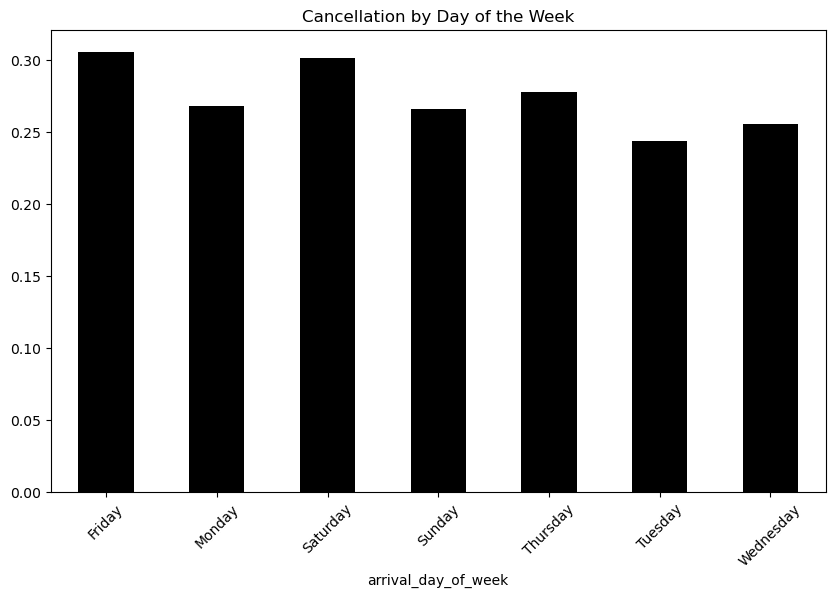 Cancellation by Day of the Week
0.30
0.25
0.20
0.15
0.10
0.05
0.00
Friday
Monday
Saturday
Sunday
Thursday
Tuesday
Wednesday
arrival_day_of_week